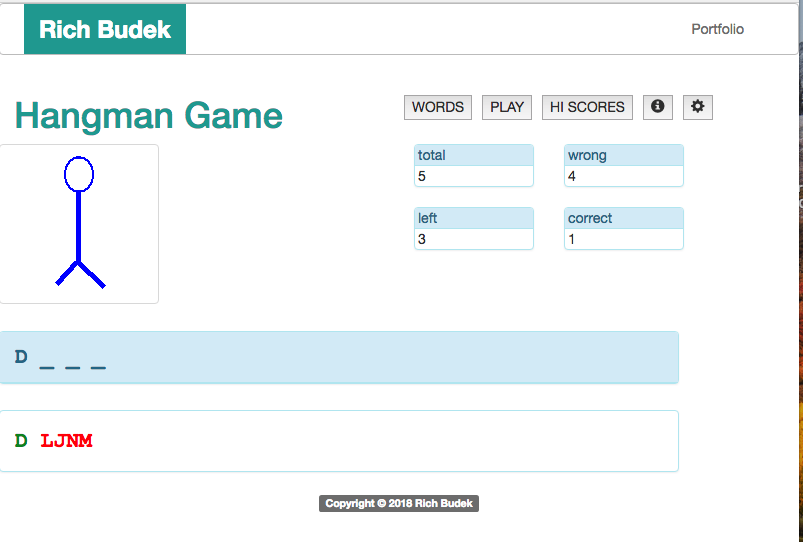 Rich Budek
Portfolio
Hangman Game
WORDS PLAY HI SCORES
total
5
wrong
4
left
3
correct
1
D _ _ _
D LJNM
Copyright © 2018 Rich Budek